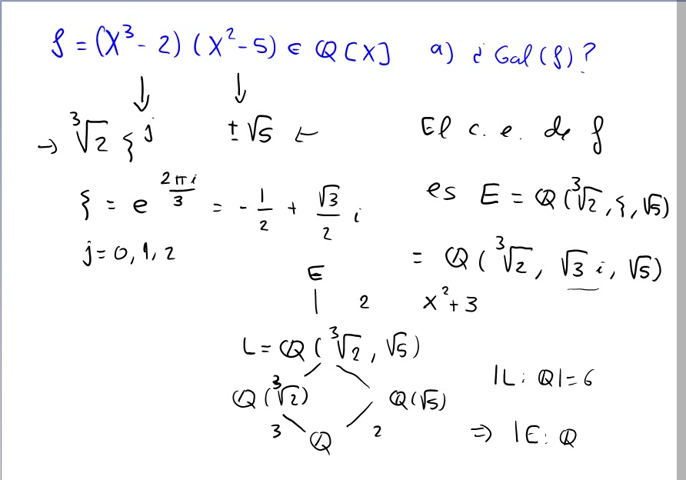 f = (X³ - 2) (X² - 5) ∈ ℚ[X]   a) ¿Gal(f)?
→ ∛2 ξ^j   ± √5 ←
El c. e. de f
ξ = e^(2πi/3) = - 1/2 + √3/2 i
es E = ℚ(∛2, ξ, √5)
j = 0, 1, 2
= ℚ(∛2, √3 i, √5)
E
2   x² + 3
L = ℚ(∛2, √5)
|L : ℚ| = 6
ℚ(∛2)   ℚ(√5)
3   ℚ   2
⇒ |E : ℚ